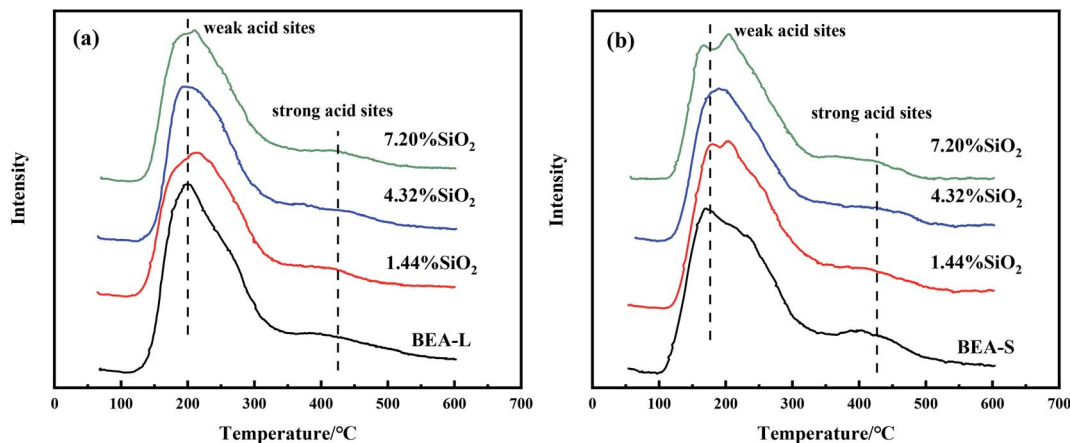 (a)
weak acid sites
strong acid sites
7.20%SiO₂
4.32%SiO₂
1.44%SiO₂
BEA-L
Intensity
0 100 200 300 400 500 600 700
Temperature/°C
(b)
weak acid sites
strong acid sites
7.20%SiO₂
4.32%SiO₂
1.44%SiO₂
BEA-S
Intensity
0 100 200 300 400 500 600 700
Temperature/°C